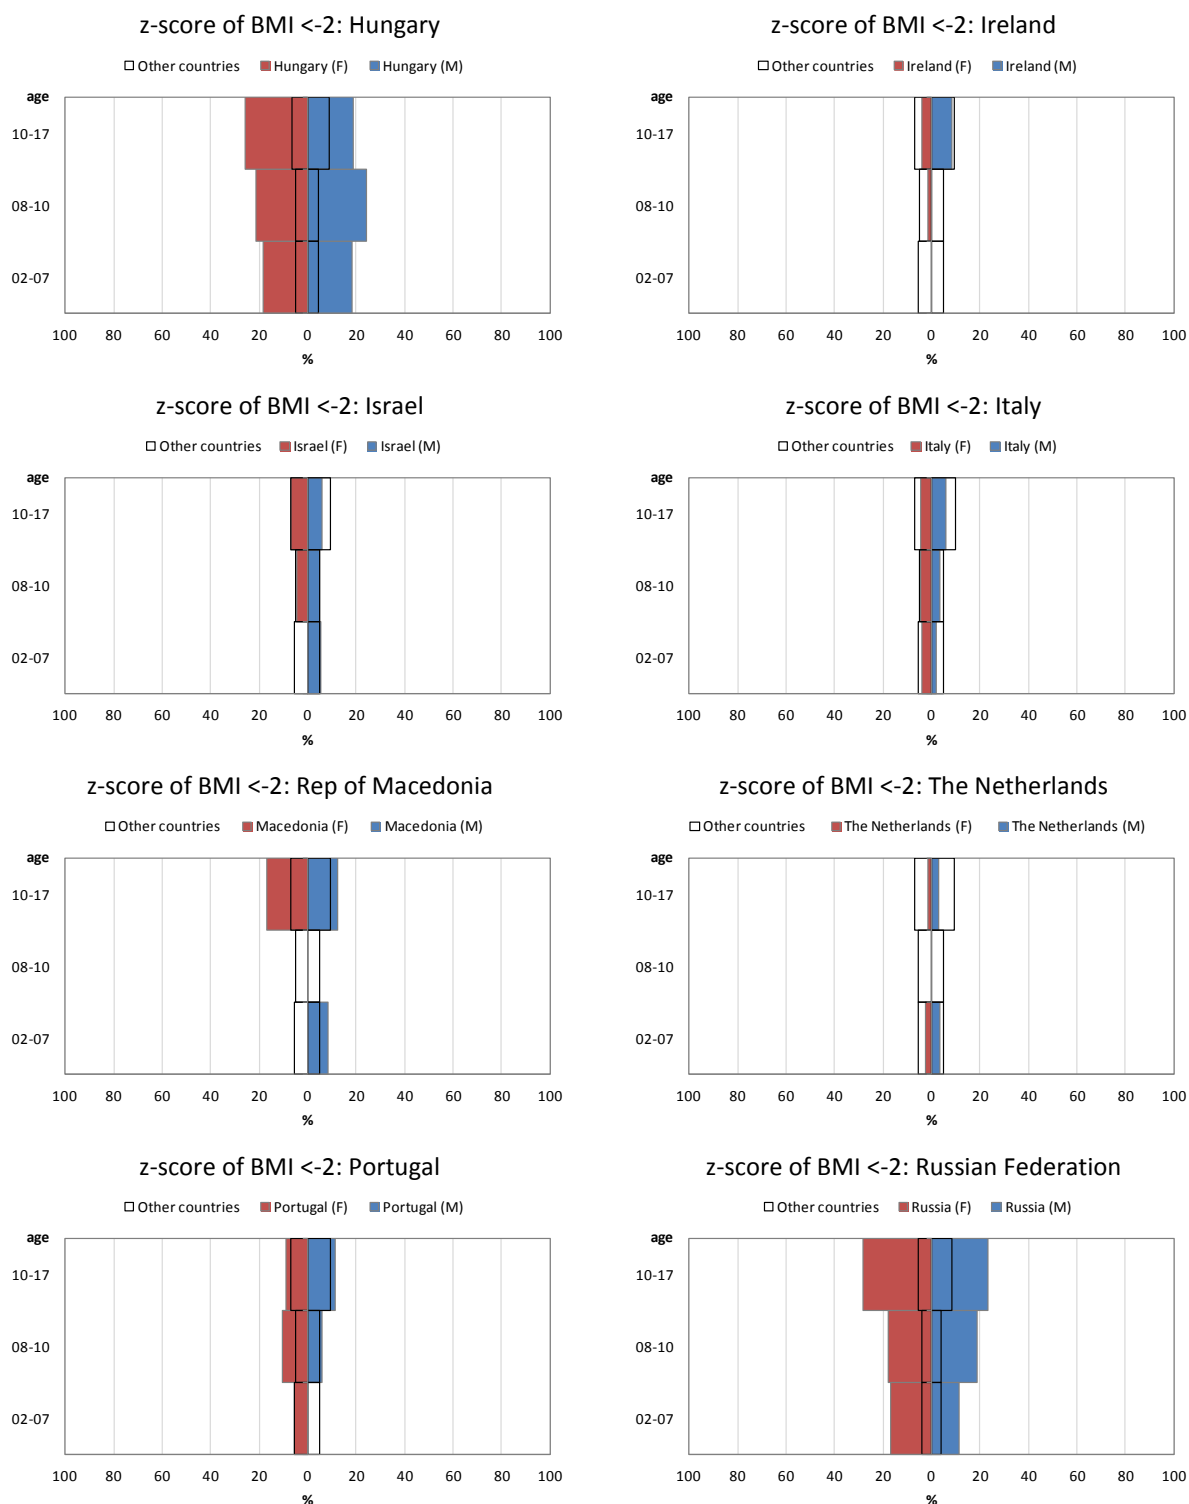 z-score of BMI <-2: Hungary
Other countries Hungary (F) Hungary (M)
age
10-17
08-10
02-07
100 80 60 40 20 0 20 40 60 80 100
%
z-score of BMI <-2: Ireland
Other countries Ireland (F) Ireland (M)
age
10-17
08-10
02-07
100 80 60 40 20 0 20 40 60 80 100
%
z-score of BMI <-2: Israel
Other countries Israel (F) Israel (M)
age
10-17
08-10
02-07
100 80 60 40 20 0 20 40 60 80 100
%
z-score of BMI <-2: Italy
Other countries Italy (F) Italy (M)
age
10-17
08-10
02-07
100 80 60 40 20 0 20 40 60 80 100
%
z-score of BMI <-2: Rep of Macedonia
Other countries Macedonia (F) Macedonia (M)
age
10-17
08-10
02-07
100 80 60 40 20 0 20 40 60 80 100
%
z-score of BMI <-2: The Netherlands
Other countries The Netherlands (F) The Netherlands (M)
age
10-17
08-10
02-07
100 80 60 40 20 0 20 40 60 80 100
%
z-score of BMI <-2: Portugal
Other countries Portugal (F) Portugal (M)
age
10-17
08-10
02-07
100 80 60 40 20 0 20 40 60 80 100
%
z-score of BMI <-2: Russian Federation
Other countries Russia (F) Russia (M)
age
10-17
08-10
02-07
100 80 60 40 20 0 20 40 60 80 100
%